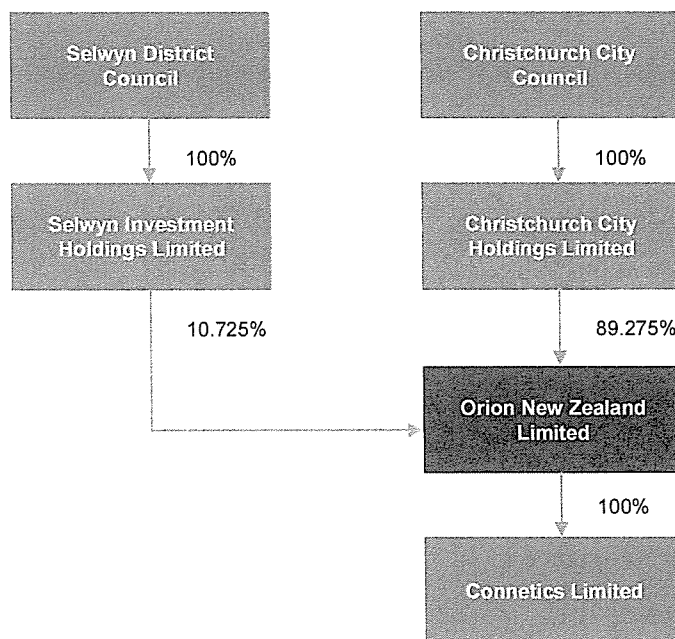 Selwyn District
Council
Christchurch City
Council
100%
100%
Selwyn Investment
Holdings Limited
Christchurch City
Holdings Limited
10.725%
89.275%
Orion New Zealand
Limited
100%
Connetics Limited